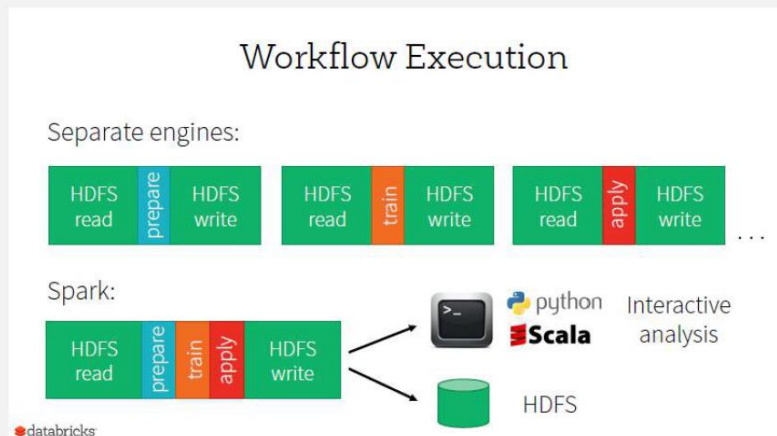 Workflow Execution
Separate engines:
HDFS read
prepare
HDFS write
HDFS read
train
HDFS write
HDFS read
apply
HDFS write
...
Spark:
HDFS read
prepare
train
apply
HDFS write
>_
python
Scala
Interactive
analysis
HDFS
databricks